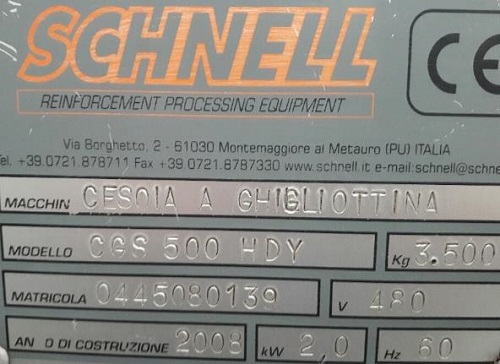 SCHNELL
CE
REINFORCEMENT PROCESSING EQUIPMENT
Via Borghetto, 2 - 61030 Montemaggiore al Metauro (PU) ITALIA
Tel. +39.0721.878711 Fax +39.0721.8787330 www.schnell.it e-mail:schnell@schne
MACCHIN CESOIA A GHIGLIOTTINA
MODELLO CGS 500 HDY Kg 3.500
MATRICOLA 0445080139 V 480
AN O DI COSTRUZIONE 2008 kW 2,0 Hz 60